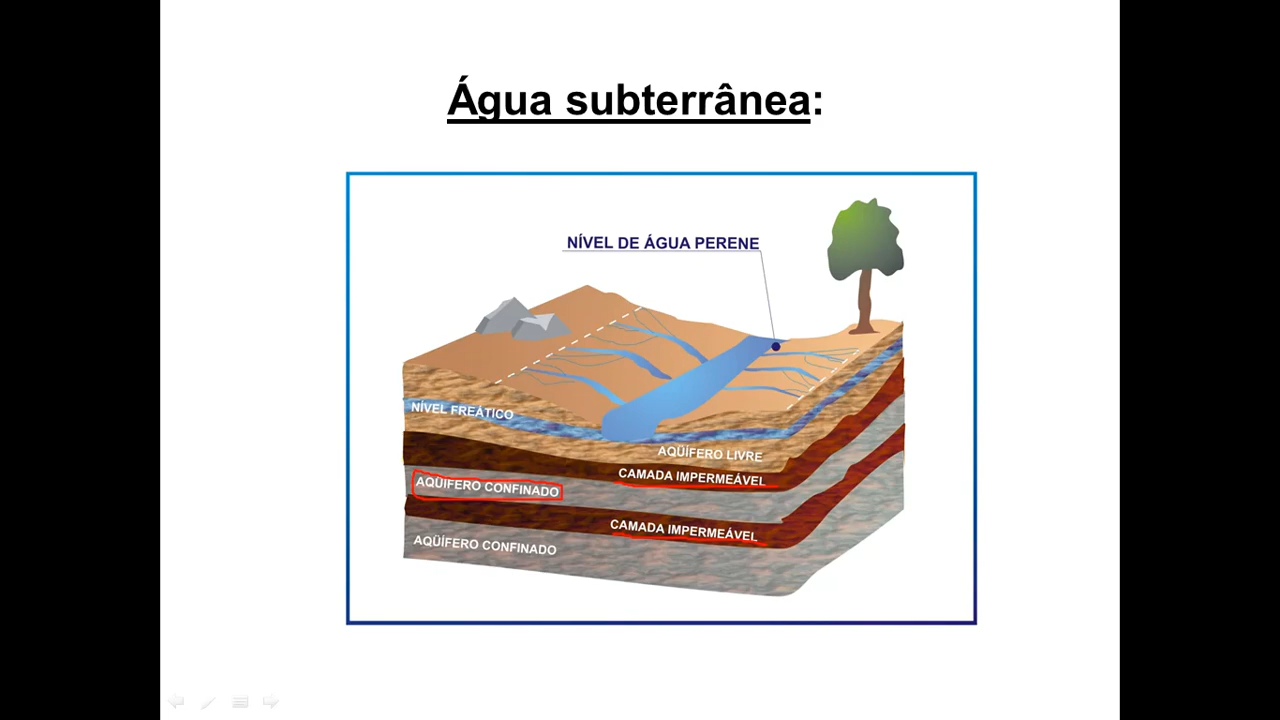 Água subterrânea:
NÍVEL DE ÁGUA PERENE
NÍVEL FREÁTICO
AQÜÍFERO LIVRE
CAMADA IMPERMEÁVEL
AQÜÍFERO CONFINADO
CAMADA IMPERMEÁVEL
AQÜÍFERO CONFINADO